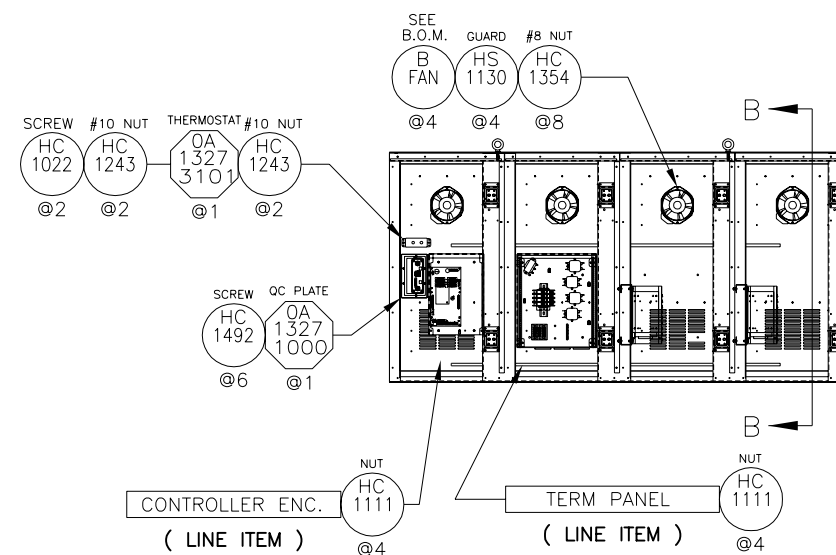 SEE
B.O.M.
GUARD
#8 NUT
B
FAN
HS
1130
HC
1354
@4
@4
@8
B
SCREW
#10 NUT
THERMOSTAT
#10 NUT
HC
1022
HC
1243
0A
1327
3101
HC
1243
@2
@2
@1
@2
SCREW
QC PLATE
HC
1492
0A
1327
1000
@6
@1
B
NUT
HC
1111
CONTROLLER ENC.
( LINE ITEM )
@4
NUT
HC
1111
TERM PANEL
( LINE ITEM )
@4